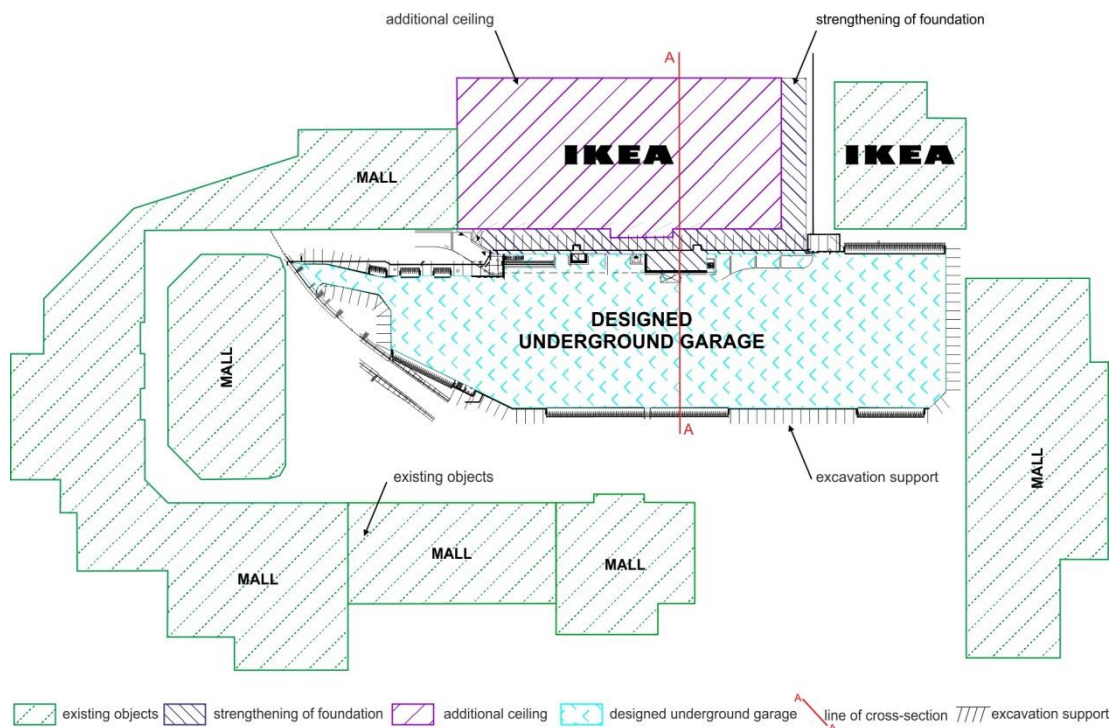 additional ceiling
strengthening of foundation
A
IKEA
IKEA
MALL
MALL
DESIGNED
UNDERGROUND GARAGE
A
MALL
existing objects
excavation support
MALL
MALL
MALL
existing objects
strengthening of foundation
additional ceiling
designed underground garage
A
A
line of cross-section
excavation support